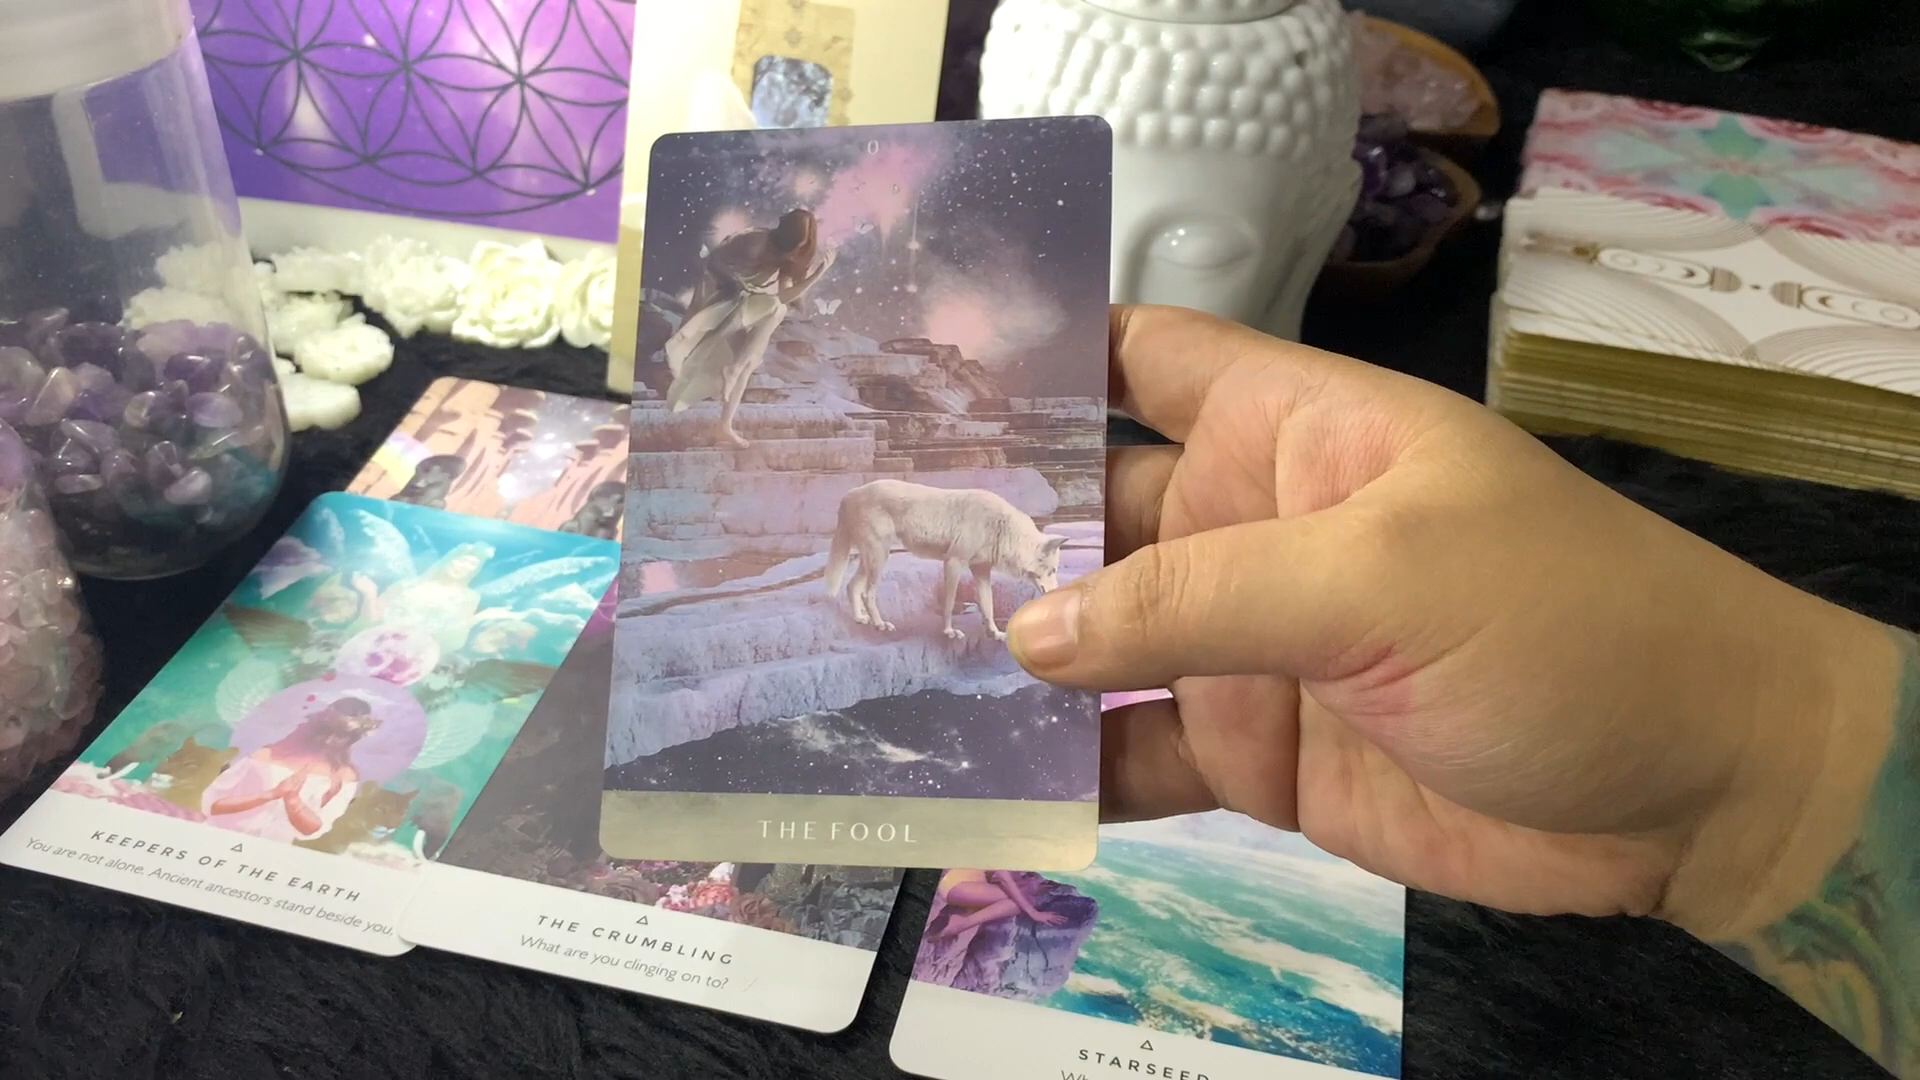 0
THE FOOL
KEEPERS OF THE EARTH
You are not alone. Ancient ancestors stand beside you.
THE CRUMBLING
What are you clinging on to?
STARSEED